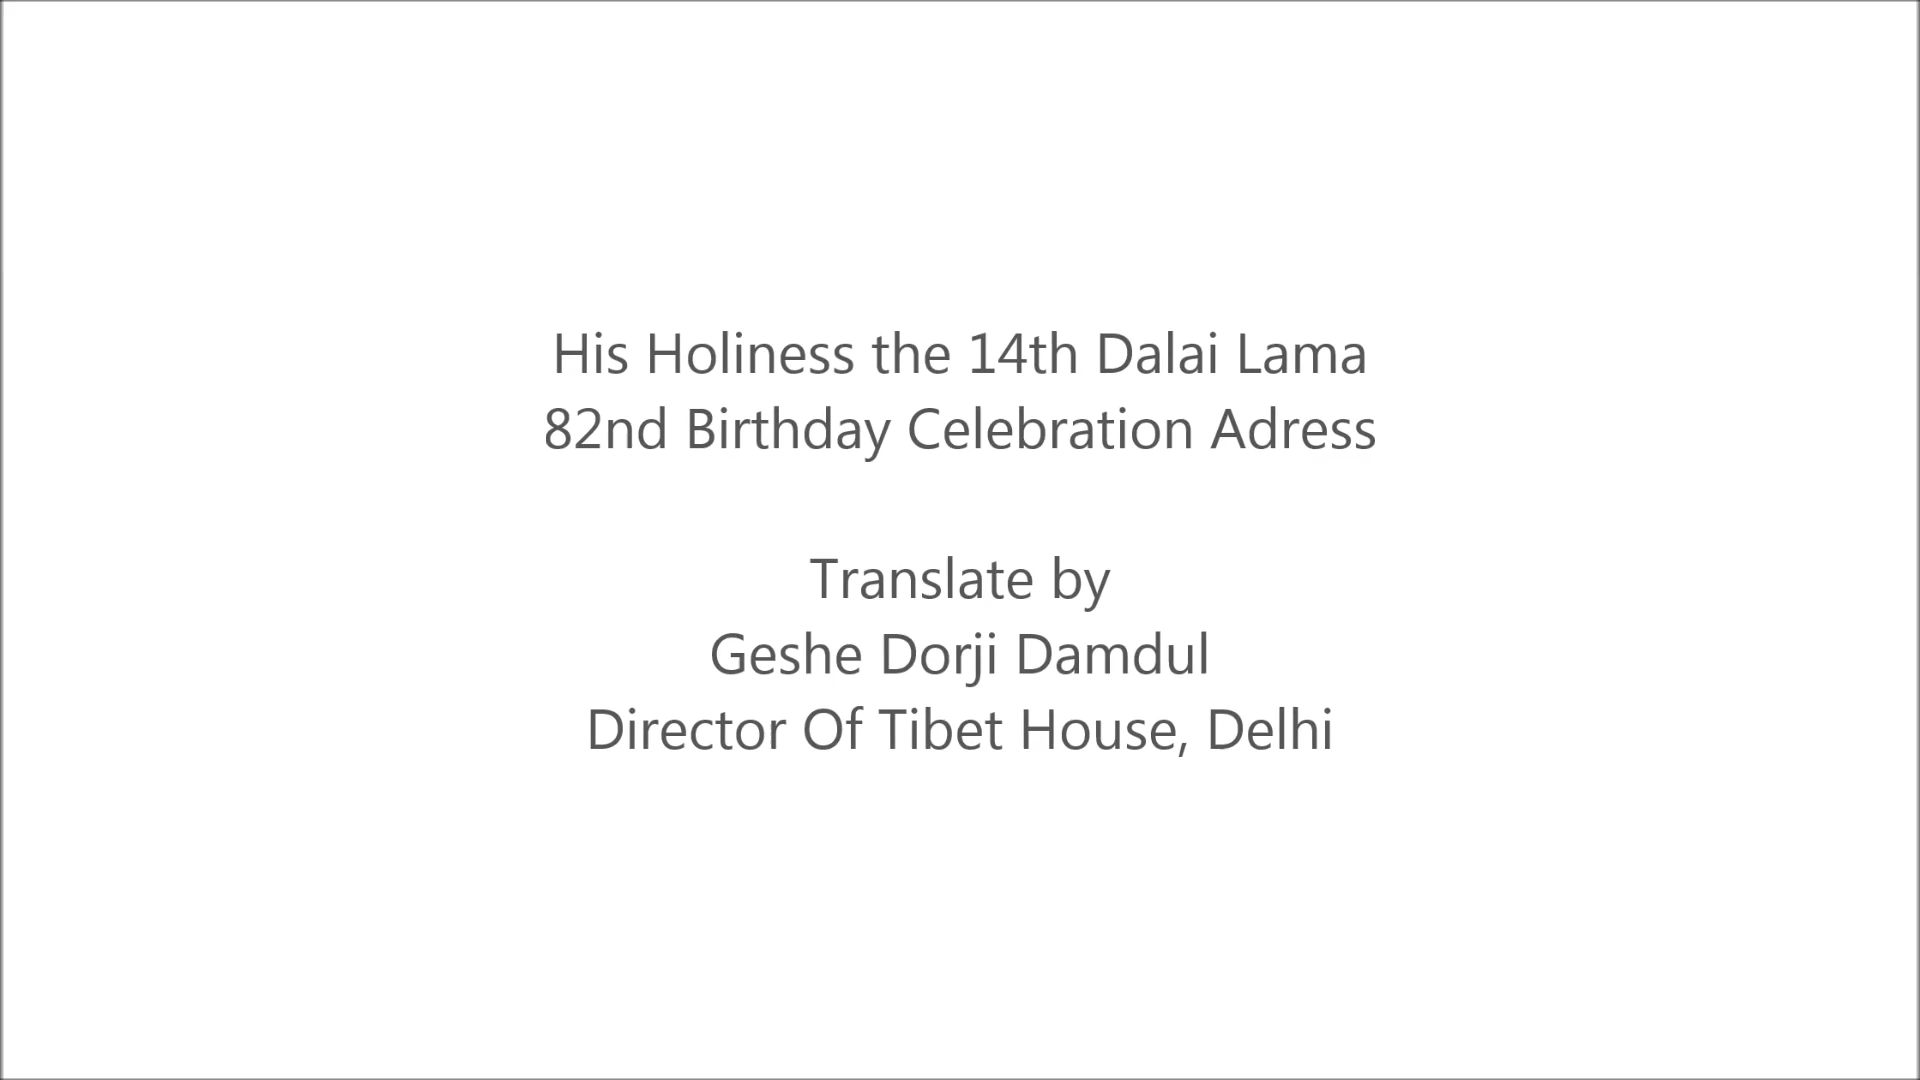 His Holiness the 14th Dalai Lama
82nd Birthday Celebration Adress
Translate by
Geshe Dorji Damdul
Director Of Tibet House, Delhi